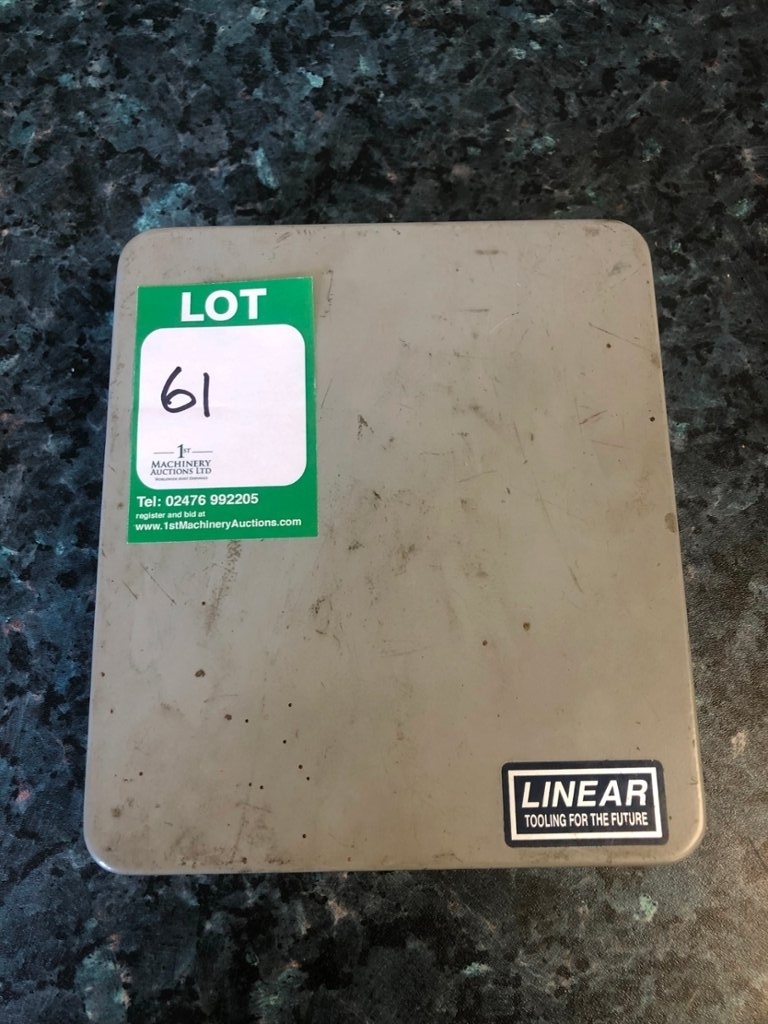 LOT
61
1ST
MACHINERY
AUCTIONS LTD
Tel: 02476 992205
register and bid at
www.1stMachineryAuctions.com
LINEAR
TOOLING FOR THE FUTURE